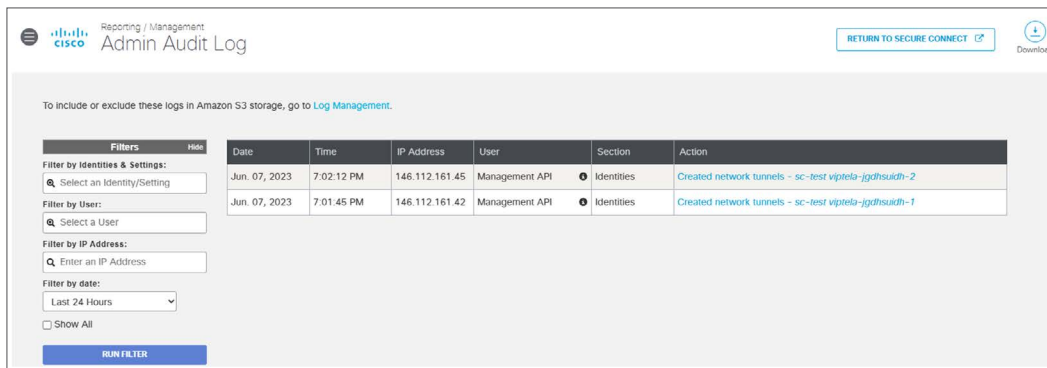 Reporting / Management
CISCO
Admin Audit Log
RETURN TO SECURE CONNECT
To include or exclude these logs in Amazon S3 storage, go to Log Management.
Filters Hide
Filter by Identities & Settings:
Select an Identity/Setting
Filter by User:
Select a User
Filter by IP Address:
Enter an IP Address
Filter by date:
Last 24 Hours
Show All
RUN FILTER
Date Time IP Address User Section Action
Jun. 07, 2023 7:02:12 PM 146.112.161.45 Management API Identities Created network tunnels - sc-test viptela-jgdhsuidh-2
Jun. 07, 2023 7:01:45 PM 146.112.161.42 Management API Identities Created network tunnels - sc-test viptela-jgdhsuidh-1